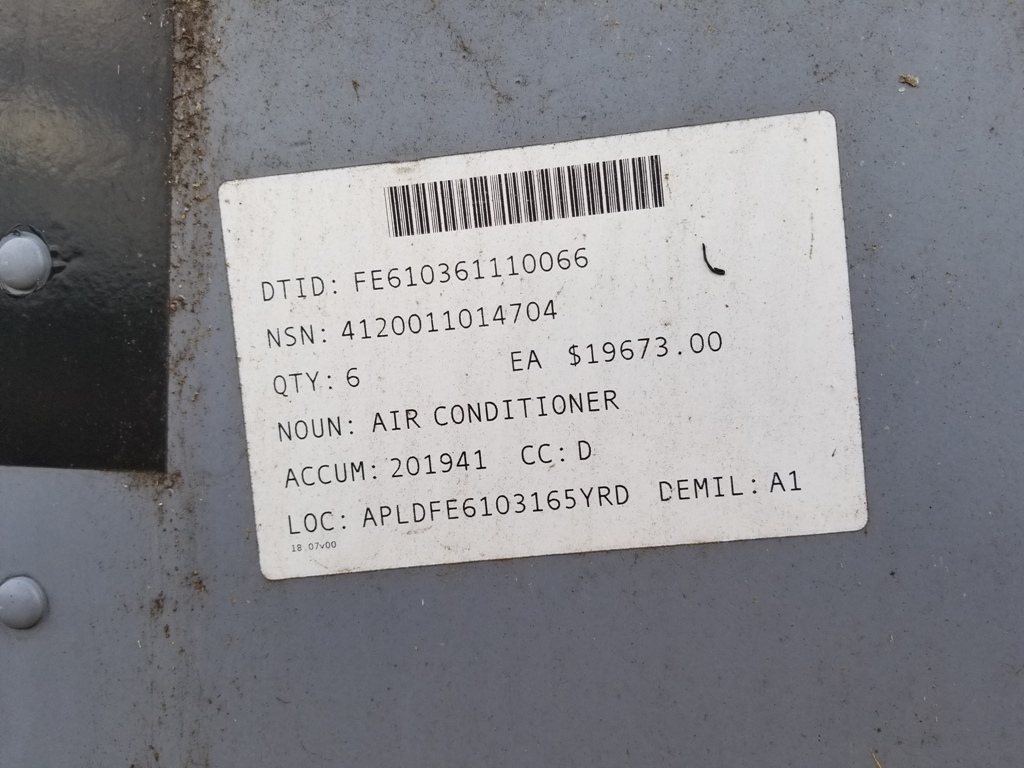 DTID: FE610361110066
NSN: 4120011014704
QTY: 6 EA $19673.00
NOUN: AIR CONDITIONER
ACCUM: 201941 CC: D
LOC: APLDFE6103165YRD DEMIL: A1
18.07v00